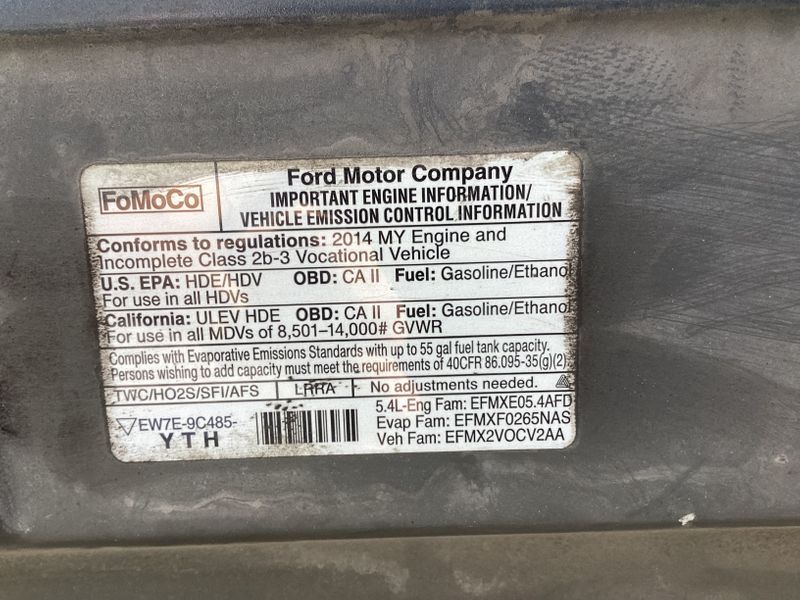 FoMoCo
Ford Motor Company
IMPORTANT ENGINE INFORMATION/
VEHICLE EMISSION CONTROL INFORMATION
Conforms to regulations: 2014 MY Engine and
Incomplete Class 2b-3 Vocational Vehicle
U.S. EPA: HDE/HDV OBD: CA II Fuel: Gasoline/Ethanol
For use in all HDVs
California: ULEV HDE OBD: CA II Fuel: Gasoline/Ethanol
For use in all MDVs of 8,501–14,000# GVWR
Complies with Evaporative Emissions Standards with up to 55 gal fuel tank capacity.
Persons wishing to add capacity must meet the requirements of 40CFR 86.095-35(g)(2).
TWC/HO2S/SFI/AFS LRRA No adjustments needed.
EW7E-9C485-
Y T H
5.4L-Eng Fam: EFMXE05.4AFD
Evap Fam: EFMXF0265NAS
Veh Fam: EFMX2VOCV2AA